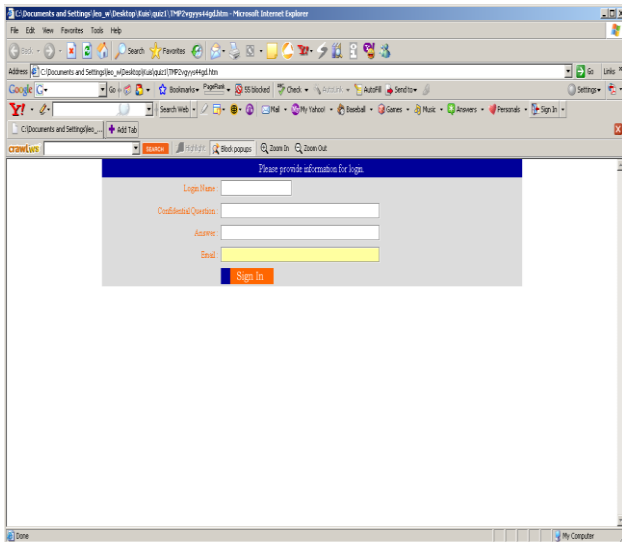 C:\Documents and Settings\leo_w\Desktop\Kuis\quiz1\TMP2vgyys44gd.htm - Microsoft Internet Explorer
File Edit View Favorites Tools Help
Back Search Favorites
Address C:\Documents and Settings\leo_w\Desktop\Kuis\quiz1\TMP2vgyys44gd.htm Go Links
Google G Go Bookmarks PageRank 55 blocked Check AutoLink AutoFill Send to Settings
Y! Search Web Mail My Yahoo! Baseball Games Music Answers Personals Sign In
C:\Documents and Settings\leo_... Add Tab
SEARCH Highlight Block popups Zoom In Zoom Out
Please provide information for login.
Login Name
Confidential Question
Answer
Email
Sign In
Done My Computer